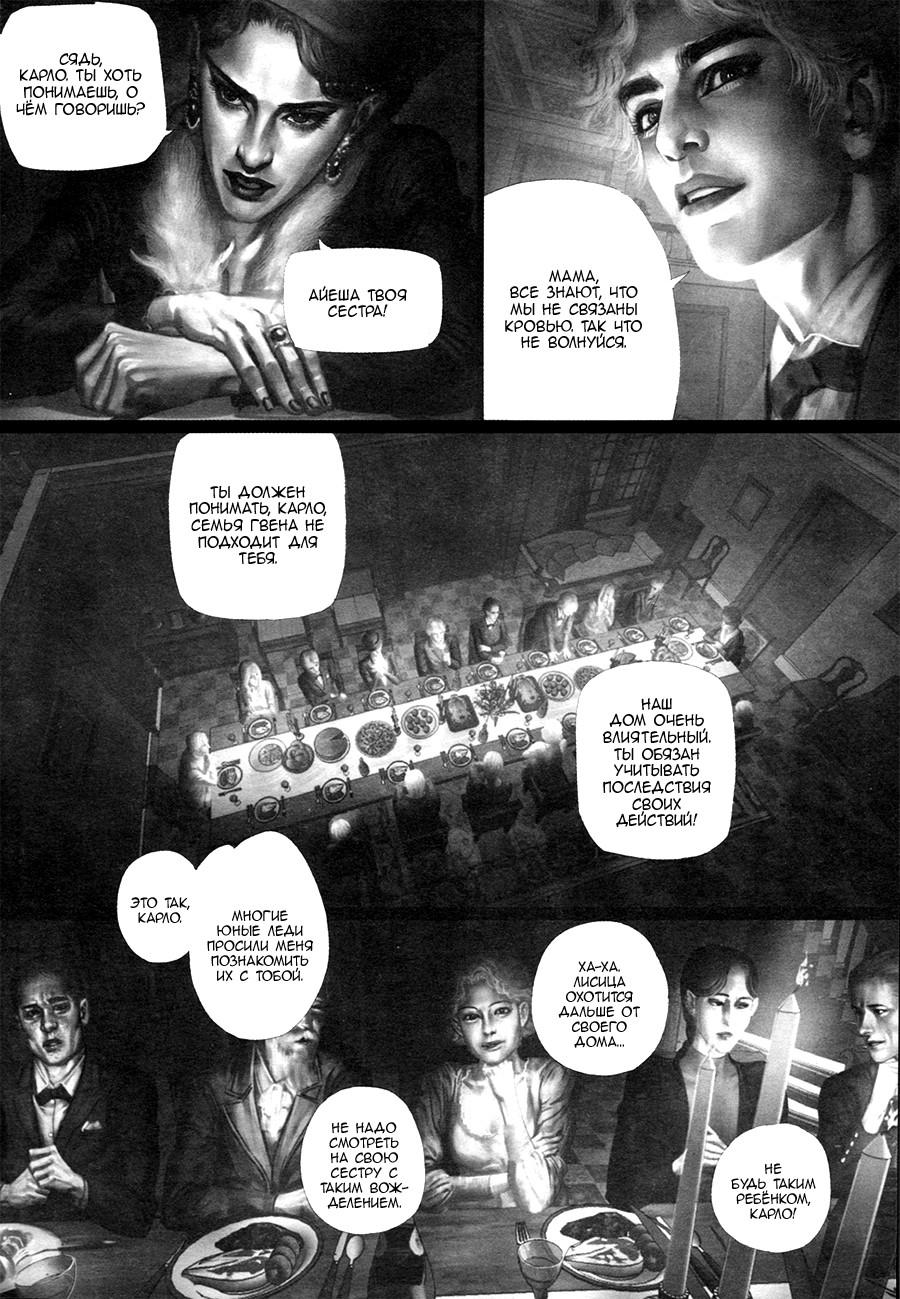 СЯДЬ,
КАРЛО. ТЫ ХОТЬ
ПОНИМАЕШЬ, О
ЧЁМ ГОВОРИШЬ?
АЙЕША ТВОЯ
СЕСТРА!
МАМА,
ВСЕ ЗНАЮТ, ЧТО
МЫ НЕ СВЯЗАНЫ
КРОВЬЮ. ТАК ЧТО
НЕ ВОЛНУЙСЯ.
ТЫ ДОЛЖЕН
ПОНИМАТЬ, КАРЛО,
СЕМЬЯ ГВЕНА НЕ
ПОДХОДИТ ДЛЯ
ТЕБЯ.
НАШ
ДОМ ОЧЕНЬ
ВЛИЯТЕЛЬНЫЙ.
ТЫ ОБЯЗАН
УЧИТЫВАТЬ
ПОСЛЕДСТВИЯ
СВОИХ
ДЕЙСТВИЙ!
ЭТО ТАК,
КАРЛО.
МНОГИЕ
ЮНЫЕ ЛЕДИ
ПРОСИЛИ МЕНЯ
ПОЗНАКОМИТЬ
ИХ С ТОБОЙ.
ХА-ХА.
ЛИСИЦА
ОХОТИТСЯ
ДАЛЬШЕ ОТ
СВОЕГО
ДОМА...
НЕ НАДО
СМОТРЕТЬ
НА СВОЮ
СЕСТРУ С
ТАКИМ ВОЖ-
ДЕЛЕНИЕМ.
НЕ
БУДЬ ТАКИМ
РЕБЁНКОМ,
КАРЛО!